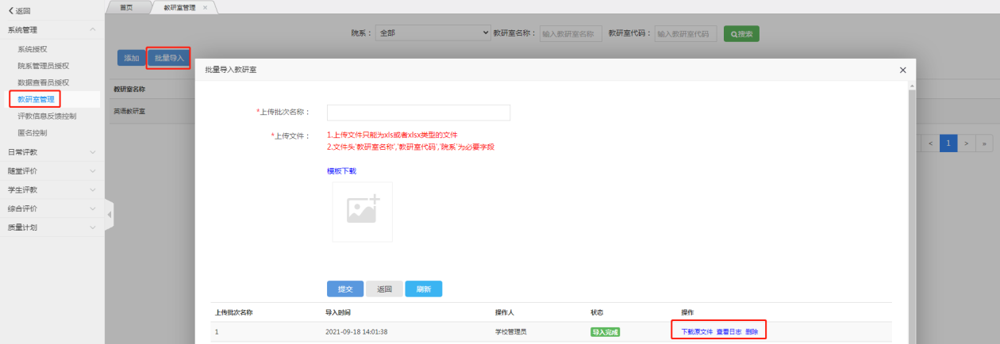 返回
首页
教研室管理 ×
系统管理
系统授权
院系管理员授权
数据查看员授权
教研室管理
评教信息反馈控制
匿名控制
日常评教
随堂评价
学生评教
综合评价
质量计划
院系： 全部 教研室名称： 输入教研室名称 教研室代码： 输入教研室代码 搜索
添加 批量导入
教研室名称
英语教研室
< 1 > »
批量导入教研室 ×
*上传批次名称：
*上传文件： 1.上传文件只能为xls或者xlsx类型的文件
2.文件头'教研室名称','教研室代码','院系'为必要字段
模板下载
提交 返回 刷新
上传批次名称 导入时间 操作人 状态 操作
1 2021-09-18 14:01:38 学校管理员 导入完成 下载原文件 查看日志 删除